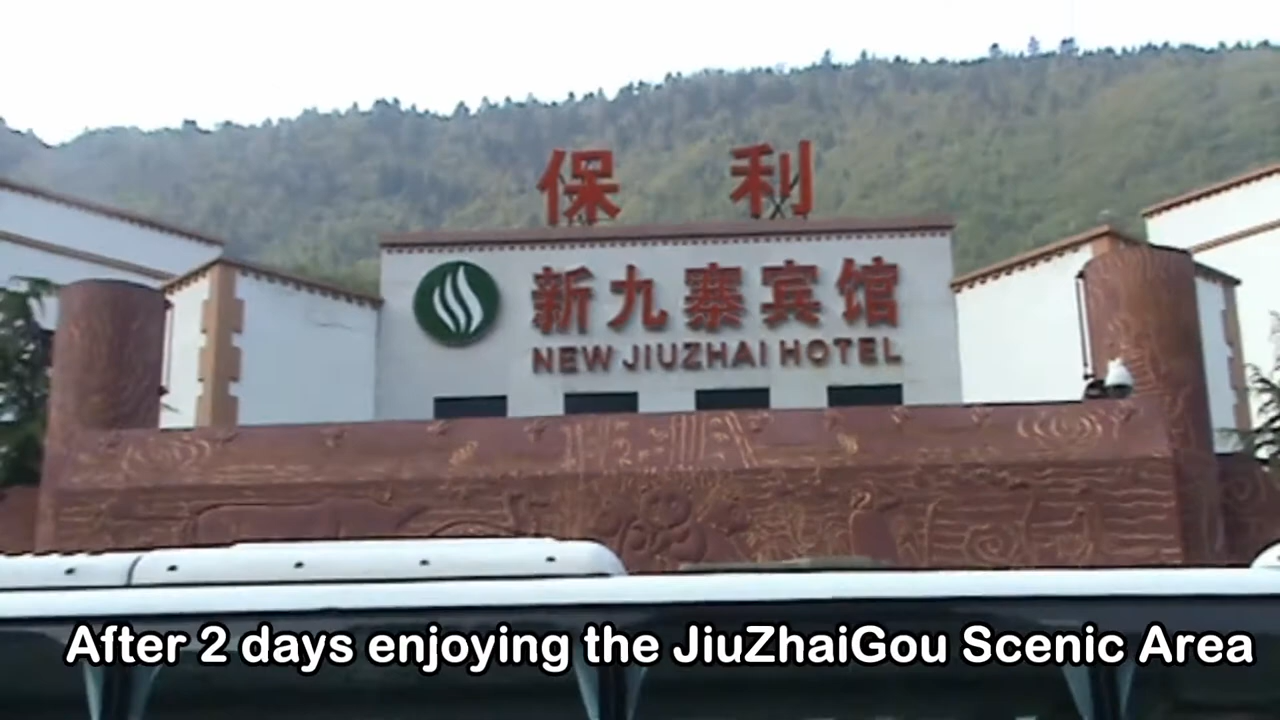 保利
新九寨宾馆
NEW JIUZHAI HOTEL
After 2 days enjoying the JiuZhaiGou Scenic Area